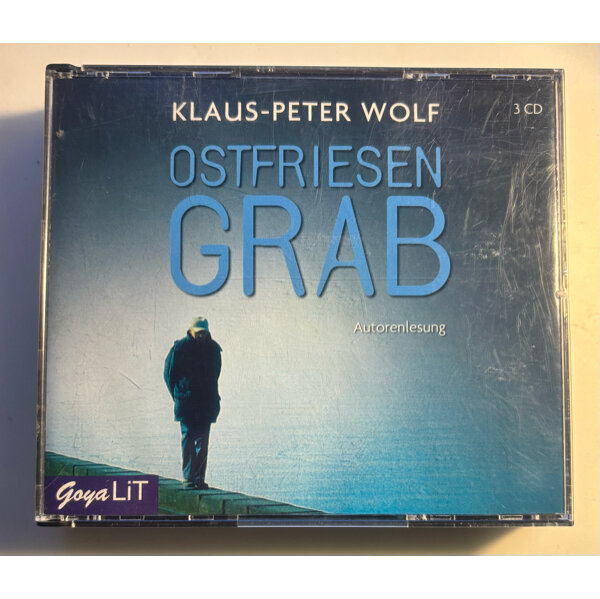 KLAUS-PETER WOLF
3 CD
OSTFRIESEN
GRAB
Autorenlesung
Goya LiT